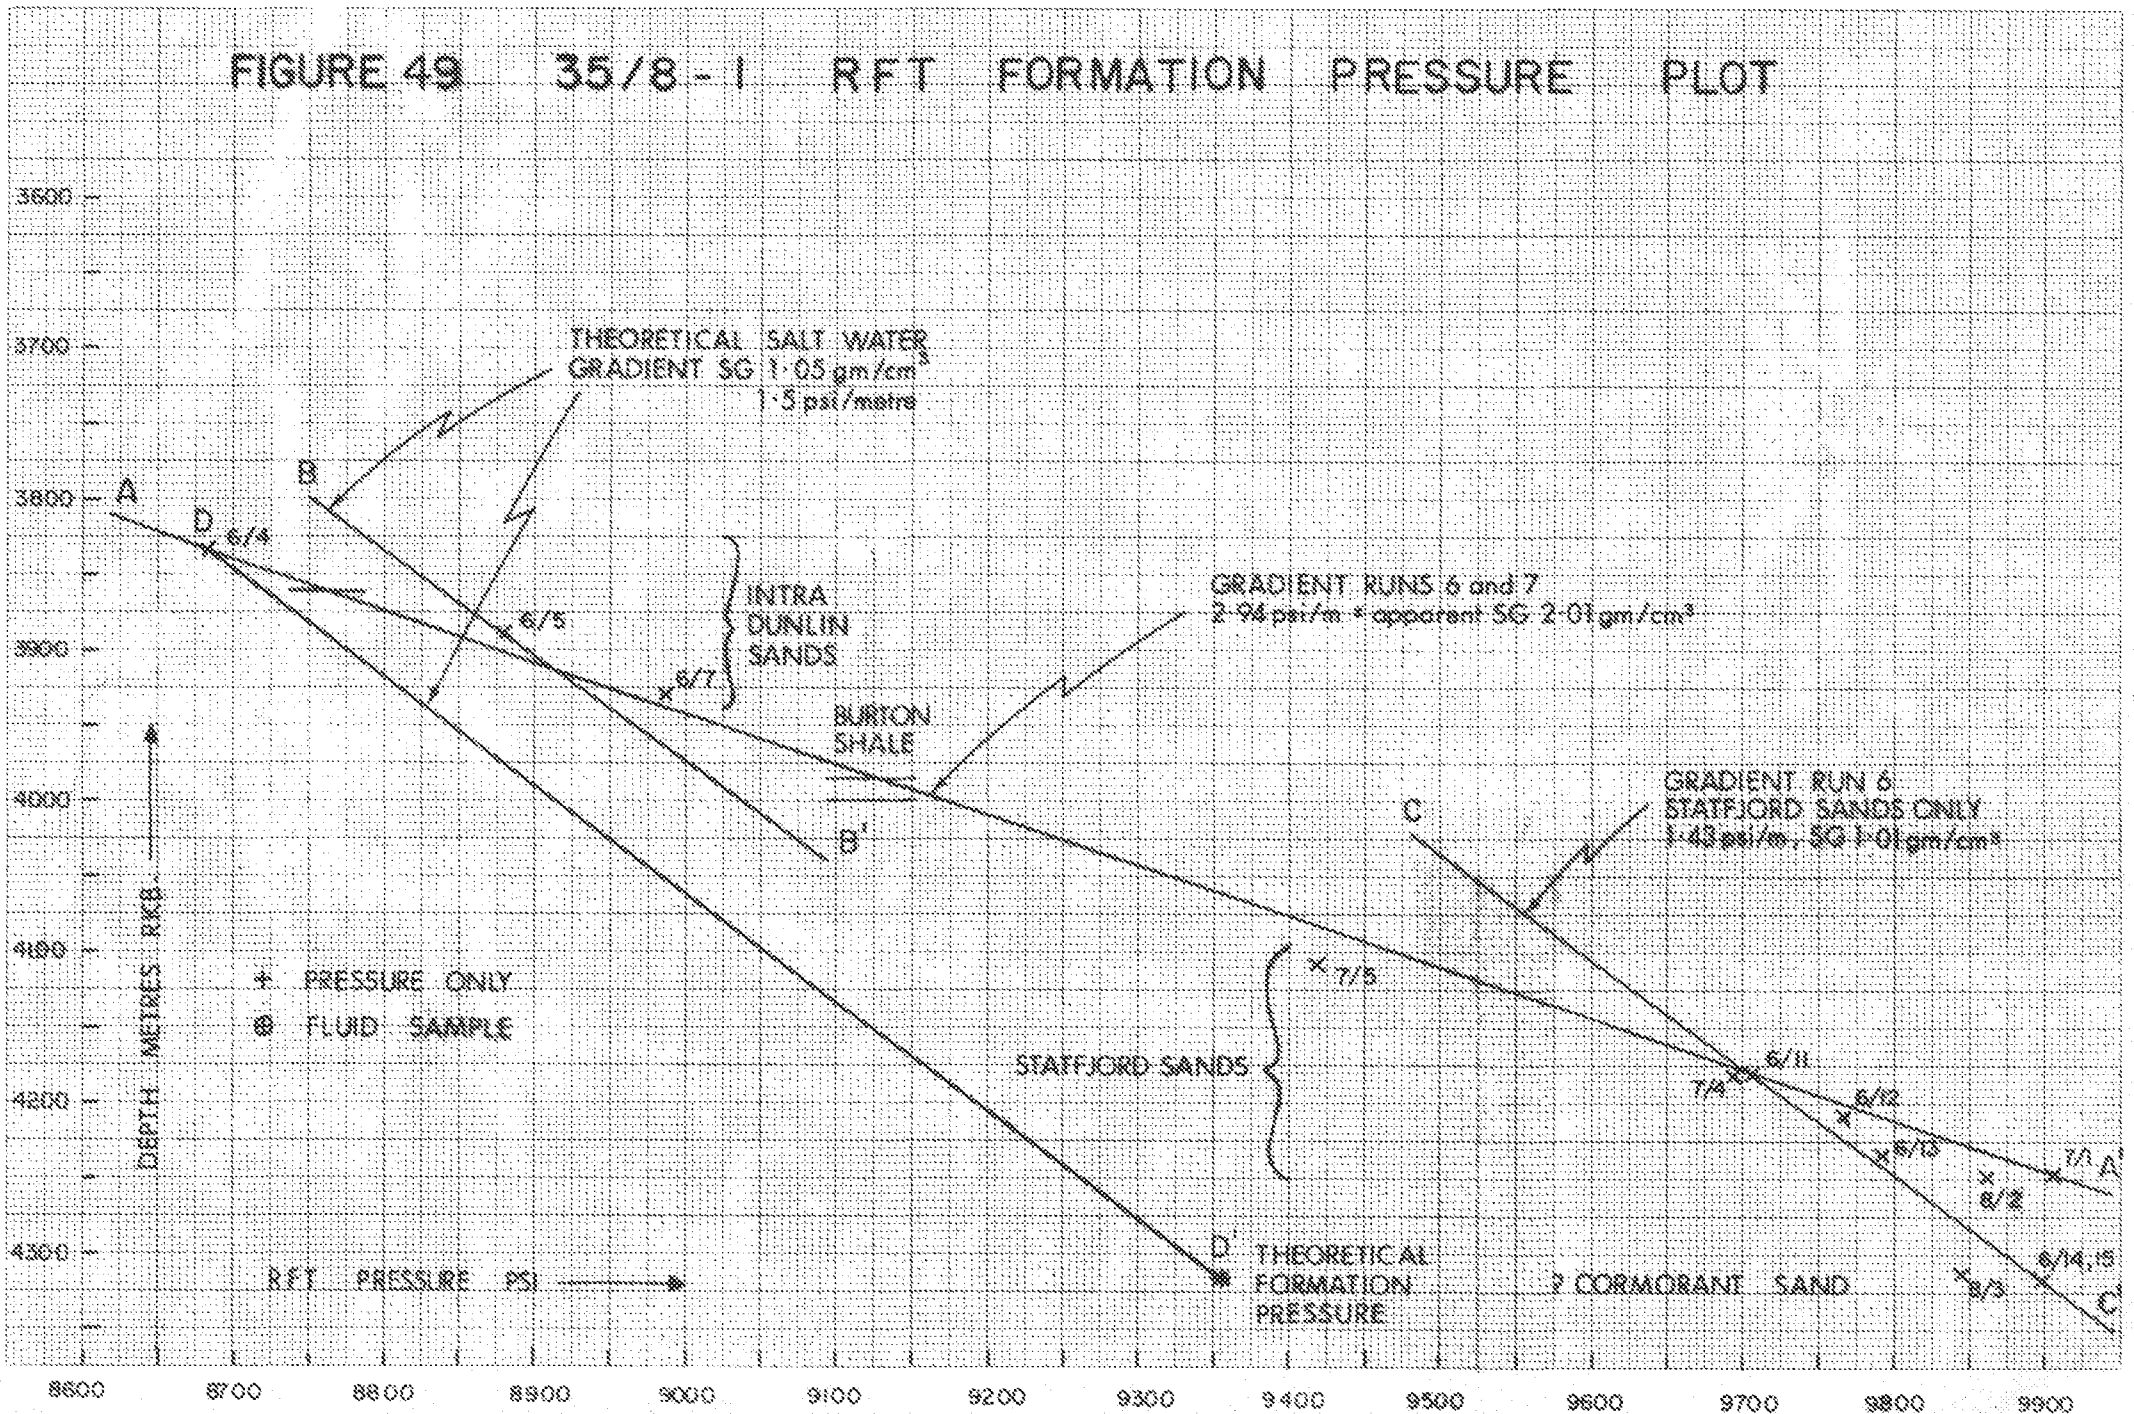 FIGURE 49 35/8-1 RFT FORMATION PRESSURE PLOT
3600
3700
THEORETICAL SALT WATER
GRADIENT SG 1·05 gm/cm³
1·5 psi/metre
B
3800
A
D
6/4
6/5
INTRA
DUNLIN
SANDS
GRADIENT RUNS 6 and 7
2·94 psi/m = apparent SG 2·01 gm/cm³
3900
6/7
BURTON
SHALE
4000
B'
C
GRADIENT RUN 6
STATFJORD SANDS ONLY
1·43 psi/m, SG 1·01 gm/cm³
DEPTH METRES RKB.
4100
+ PRESSURE ONLY
⊕ FLUID SAMPLE
7/5
STATFJORD SANDS
6/11
7/4
4200
6/12
6/13
7/1 A'
8/2
4300
RFT PRESSURE PSI
D'
THEORETICAL
FORMATION
PRESSURE
? CORMORANT SAND
6/14,15
8/3
C'
8600 8700 8800 8900 9000 9100 9200 9300 9400 9500 9600 9700 9800 9900